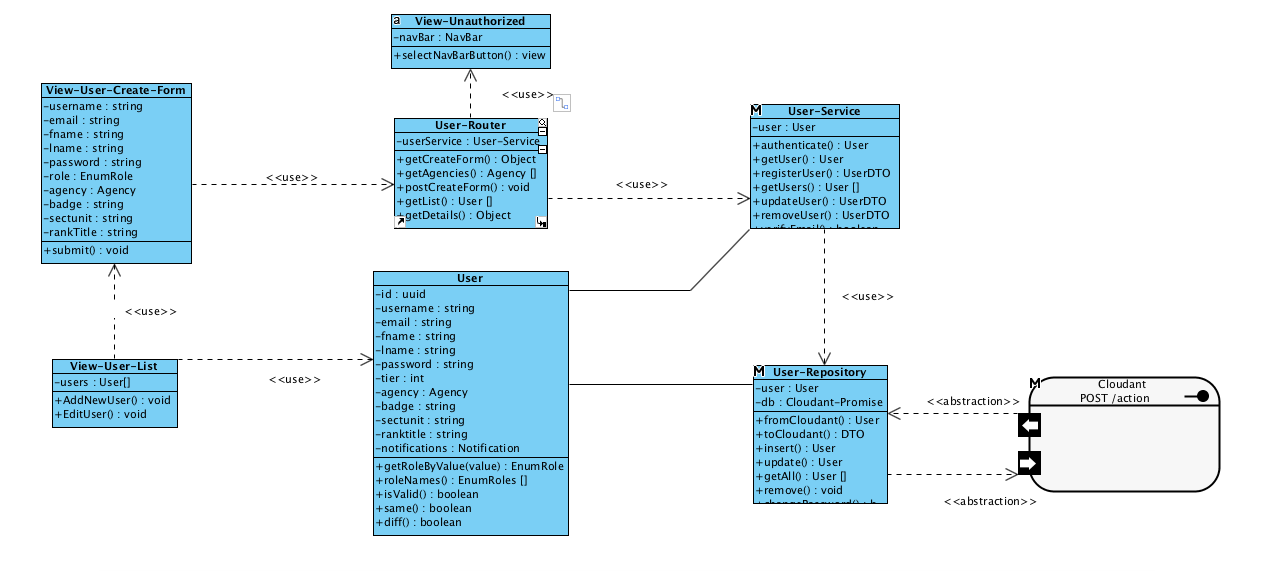 a
View-Unauthorized
-navBar : NavBar
+selectNavBarButton() : view
<<use>>
View-User-Create-Form
-username : string
-email : string
-fname : string
-lname : string
-password : string
-role : EnumRole
-agency : Agency
-badge : string
-sectunit : string
-rankTitle : string
+submit() : void
<<use>>
User-Router
-userService : User-Service
+getCreateForm() : Object
+getAgencies() : Agency []
+postCreateForm() : void
+getList() : User []
+getDetails() : Object
<<use>>
M
User-Service
-user : User
+authenticate() : User
+getUser() : User
+registerUser() : UserDTO
+getUsers() : User []
+updateUser() : UserDTO
+removeUser() : UserDTO
<<use>>
<<use>>
View-User-List
-users : User[]
+AddNewUser() : void
+EditUser() : void
<<use>>
User
-id : uuid
-username : string
-email : string
-fname : string
-lname : string
-password : string
-tier : int
-agency : Agency
-badge : string
-sectunit : string
-ranktitle : string
-notifications : Notification
+getRoleByValue(value) : EnumRole
+roleNames() : EnumRoles []
+isValid() : boolean
+same() : boolean
+diff() : boolean
M
User-Repository
-user : User
-db : Cloudant-Promise
+fromCloudant() : User
+toCloudant() : DTO
+insert() : User
+update() : User
+getAll() : User []
+remove() : void
<<abstraction>>
<<abstraction>>
M
Cloudant
POST /action